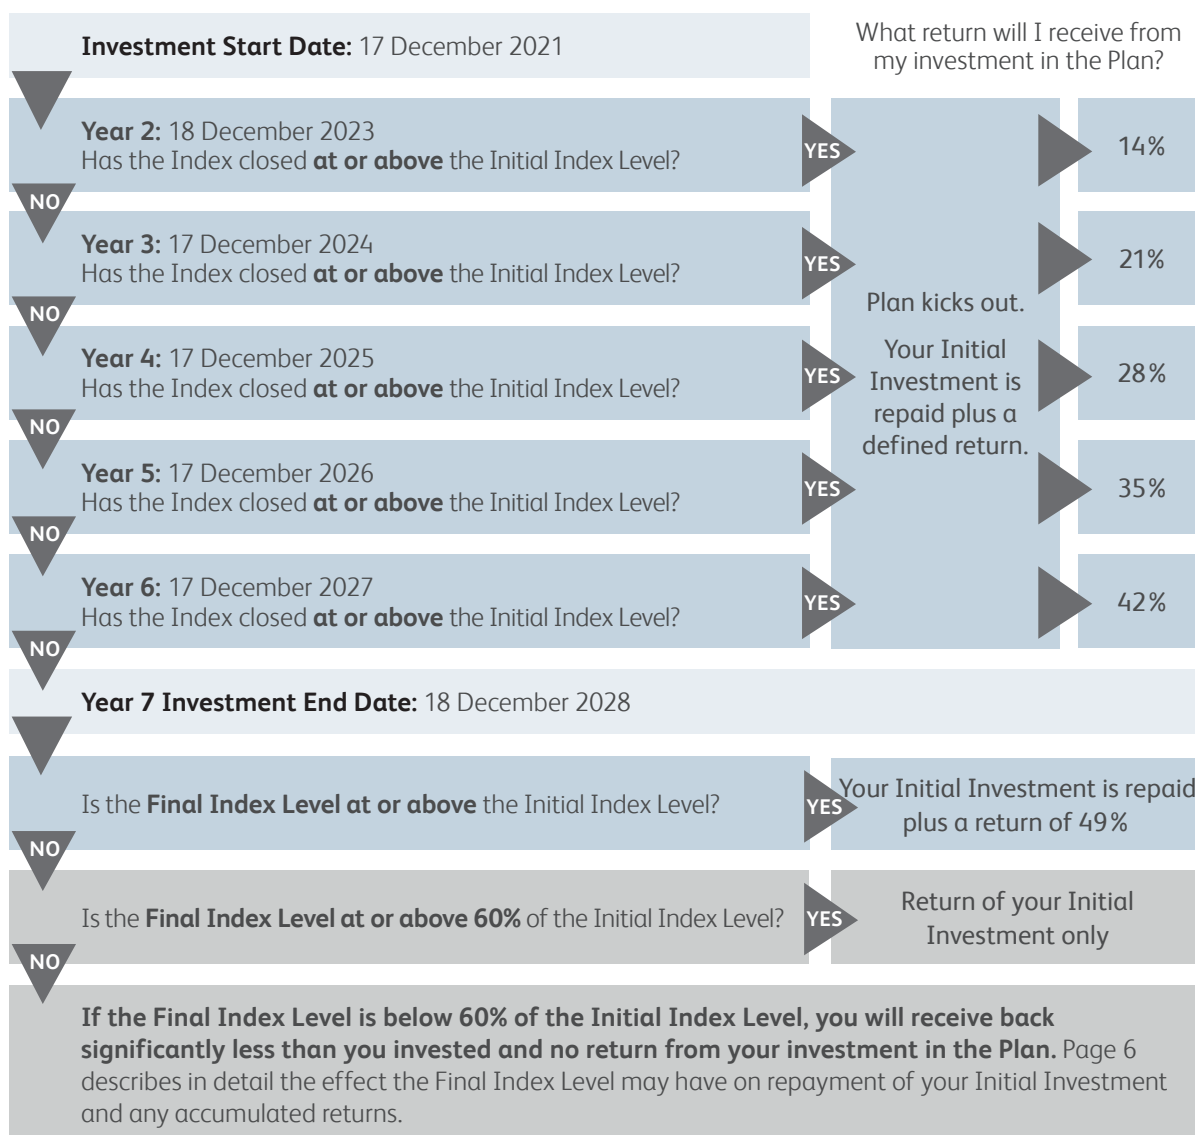 Investment Start Date: 17 December 2021
What return will I receive from
my investment in the Plan?
Year 2: 18 December 2023
Has the Index closed at or above the Initial Index Level?
YES
14%
NO
Year 3: 17 December 2024
Has the Index closed at or above the Initial Index Level?
YES
21%
NO
Year 4: 17 December 2025
Has the Index closed at or above the Initial Index Level?
YES
28%
NO
Year 5: 17 December 2026
Has the Index closed at or above the Initial Index Level?
YES
35%
NO
Year 6: 17 December 2027
Has the Index closed at or above the Initial Index Level?
YES
42%
Plan kicks out.
Your Initial
Investment is
repaid plus a
defined return.
NO
Year 7 Investment End Date: 18 December 2028
Is the Final Index Level at or above the Initial Index Level?
YES
Your Initial Investment is repaid
plus a return of 49%
NO
Is the Final Index Level at or above 60% of the Initial Index Level?
YES
Return of your Initial
Investment only
NO
If the Final Index Level is below 60% of the Initial Index Level, you will receive back
significantly less than you invested and no return from your investment in the Plan. Page 6
describes in detail the effect the Final Index Level may have on repayment of your Initial Investment
and any accumulated returns.